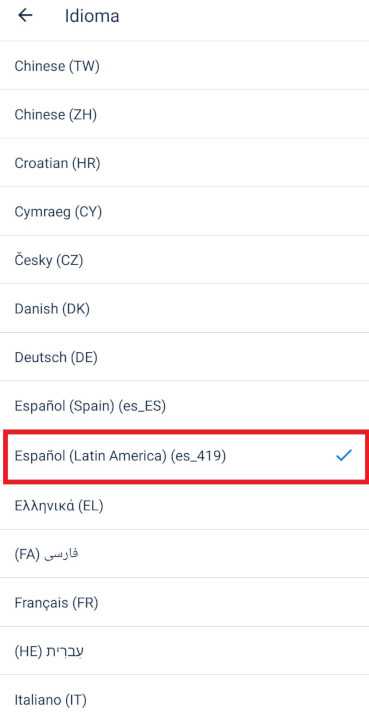 Idioma
Chinese (TW)
Chinese (ZH)
Croatian (HR)
Cymraeg (CY)
Česky (CZ)
Danish (DK)
Deutsch (DE)
Español (Spain) (es_ES)
Español (Latin America) (es_419)
Ελληνικά (EL)
فارسی (FA)
Français (FR)
עִבְרִית (HE)
Italiano (IT)